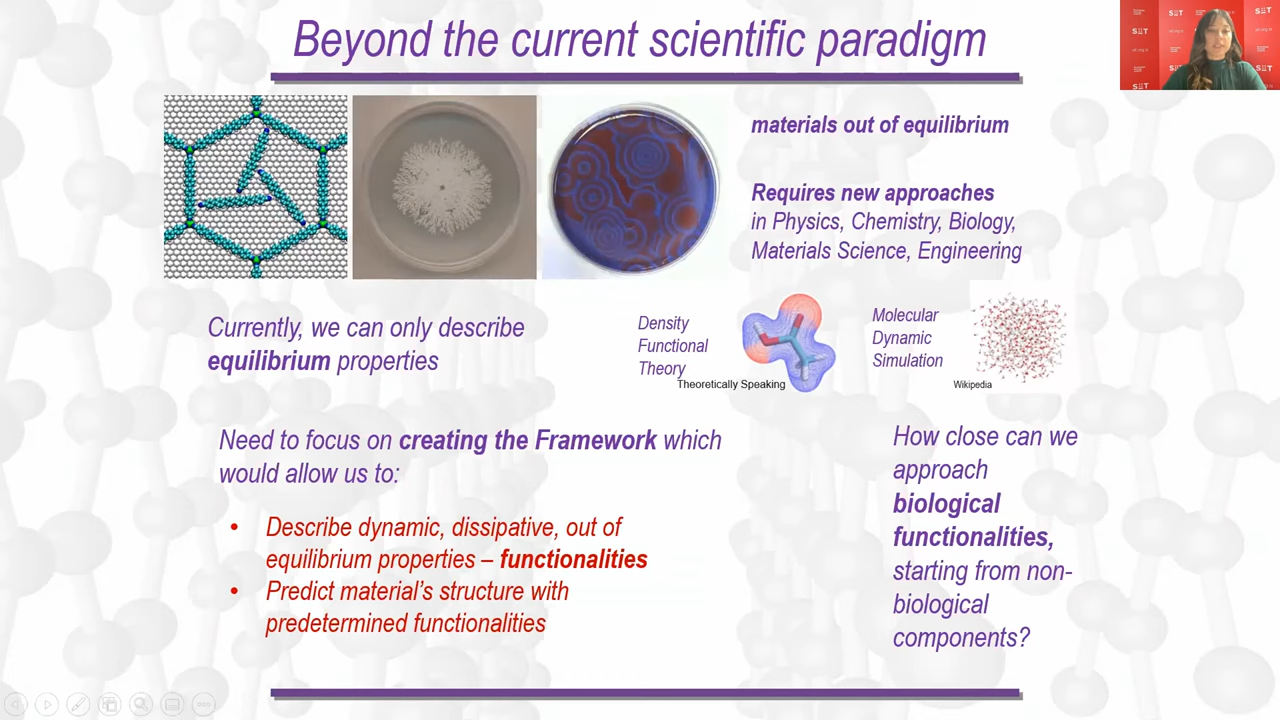 Beyond the current scientific paradigm
materials out of equilibrium
Requires new approaches
in Physics, Chemistry, Biology,
Materials Science, Engineering
Currently, we can only describe
equilibrium properties
Density
Functional
Theory
Theoretically Speaking
Molecular
Dynamic
Simulation
Wikipedia
Need to focus on creating the Framework which
would allow us to:
• Describe dynamic, dissipative, out of
equilibrium properties – functionalities
• Predict material's structure with
predetermined functionalities
How close can we
approach
biological
functionalities,
starting from non-
biological
components?